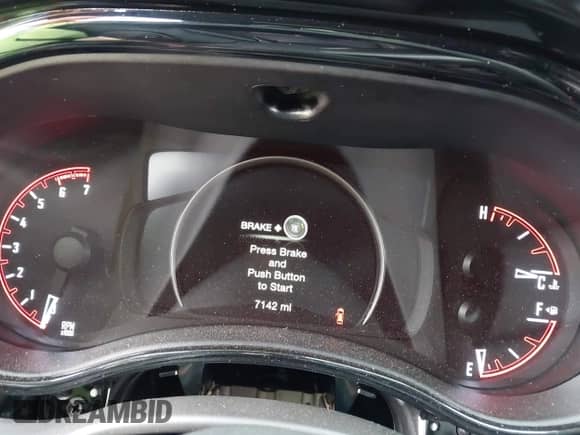 BRAKE +
Press Brake
and
Push Button
to Start
7142 mi
1
2
3
4
5
6
7
RPM
H
C
F
E
DREAMBID